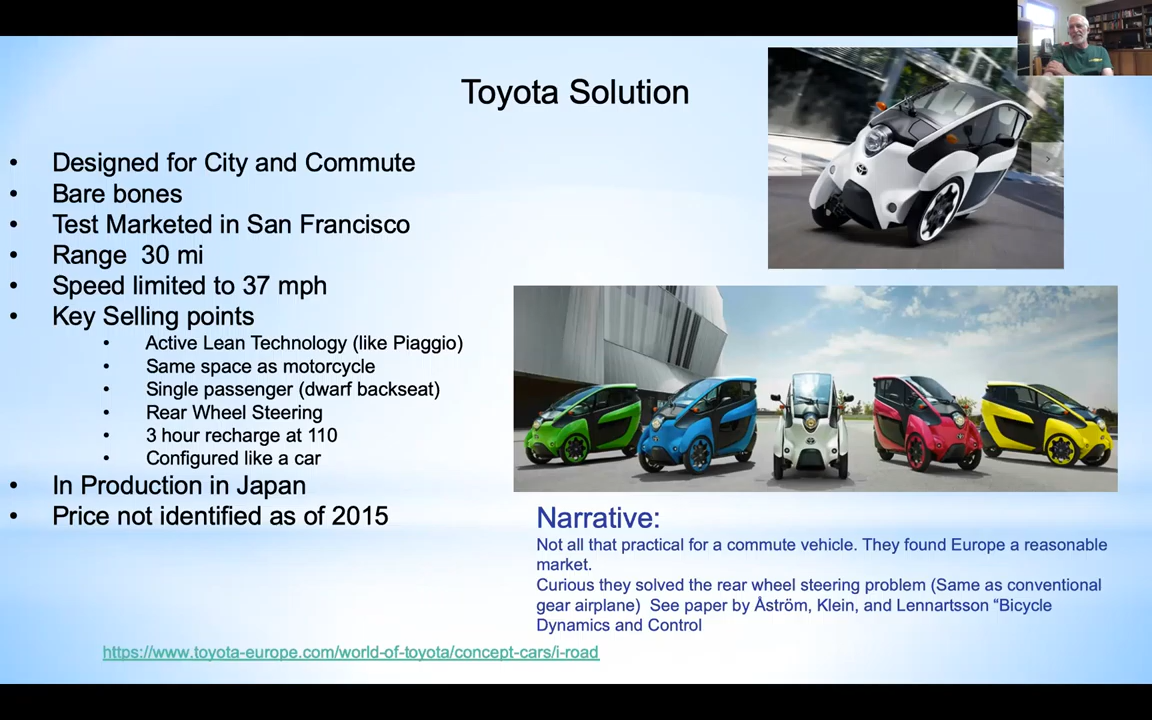 Toyota Solution
• Designed for City and Commute
• Bare bones
• Test Marketed in San Francisco
• Range  30 mi
• Speed limited to 37 mph
• Key Selling points
• Active Lean Technology (like Piaggio)
• Same space as motorcycle
• Single passenger (dwarf backseat)
• Rear Wheel Steering
• 3 hour recharge at 110
• Configured like a car
• In Production in Japan
• Price not identified as of 2015
Narrative:
Not all that practical for a commute vehicle. They found Europe a reasonable
market.
Curious they solved the rear wheel steering problem (Same as conventional
gear airplane)  See paper by Åström, Klein, and Lennartsson “Bicycle
Dynamics and Control
https://www.toyota-europe.com/world-of-toyota/concept-cars/i-road